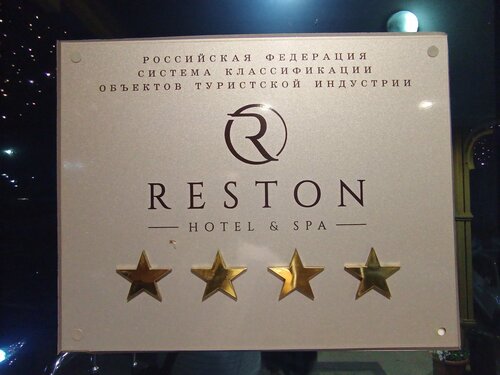 РОССИЙСКАЯ ФЕДЕРАЦИЯ
СИСТЕМА КЛАССИФИКАЦИИ
ОБЪЕКТОВ ТУРИСТСКОЙ ИНДУСТРИИ
R
RESTON
HOTEL & SPA